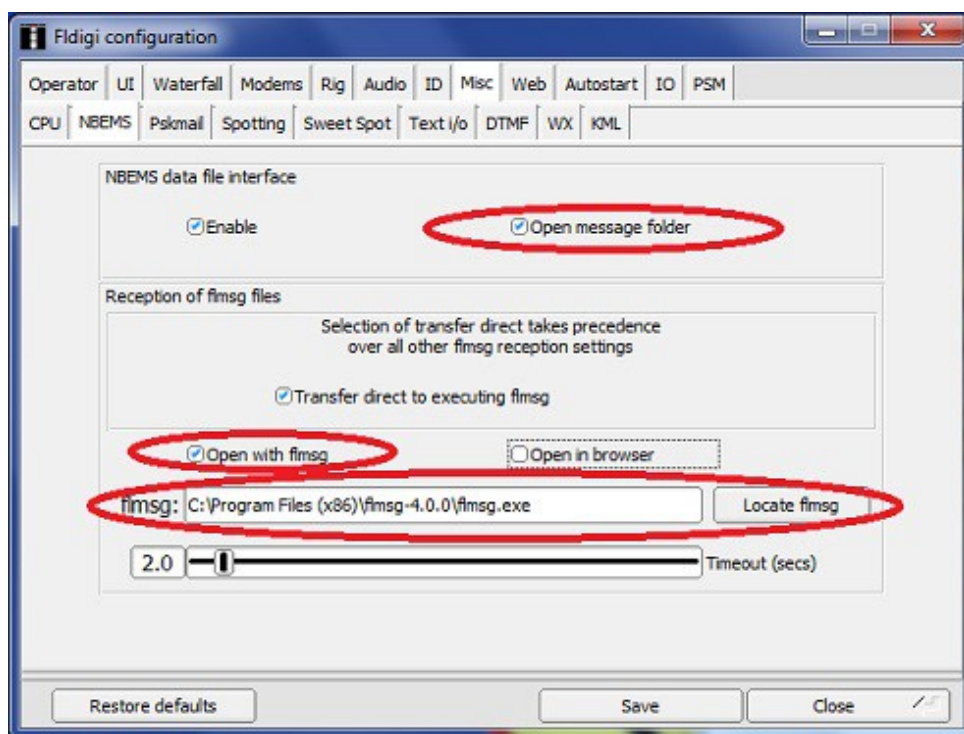 Fldigi configuration
Operator UI Waterfall Modems Rig Audio ID Misc Web Autostart IO PSM
CPU NBEMS Pskmail Spotting Sweet Spot Text i/o DTMF WX KML
NBEMS data file interface
Enable Open message folder
Reception of flmsg files
Selection of transfer direct takes precedence
over all other flmsg reception settings
Transfer direct to executing flmsg
Open with flmsg Open in browser
flmsg: C:\Program Files (x86)\flmsg-4.0.0\flmsg.exe Locate flmsg
2.0 Timeout (secs)
Restore defaults Save Close